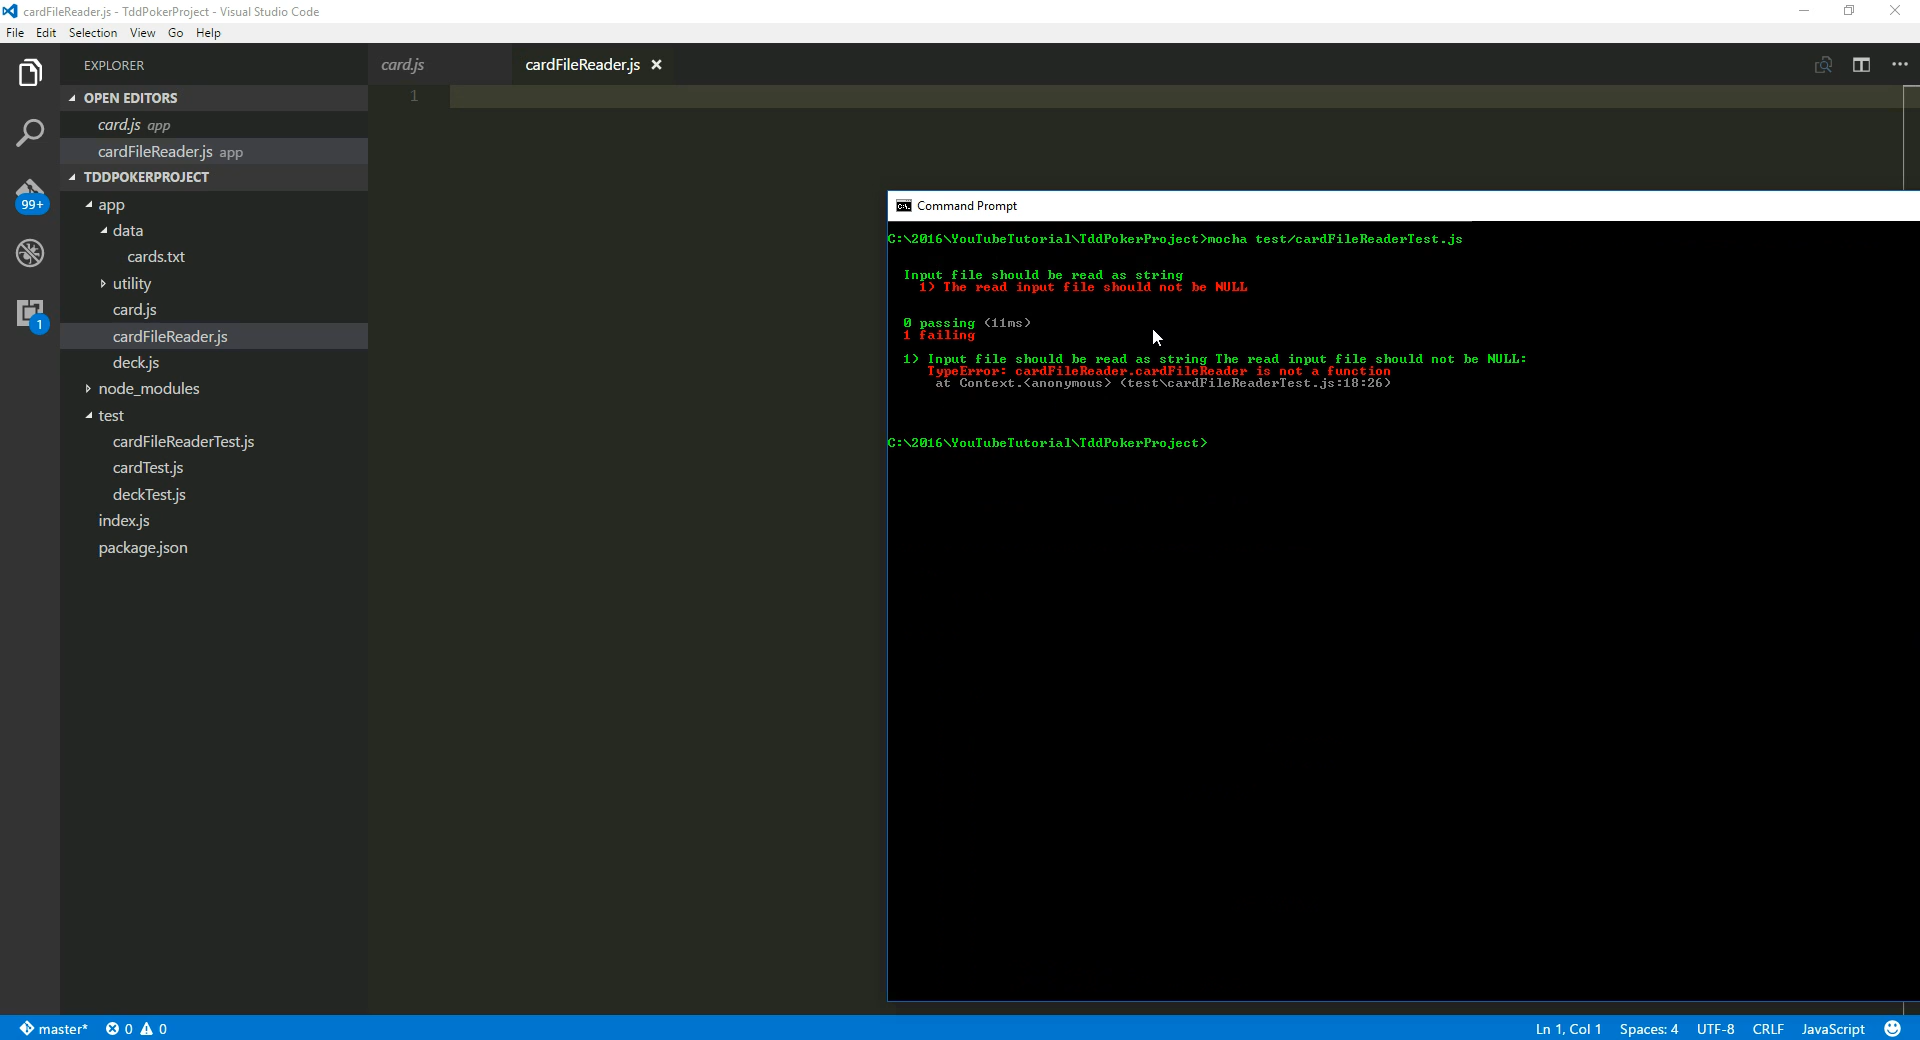 cardFileReader.js - TddPokerProject - Visual Studio Code
File Edit Selection View Go Help
EXPLORER
OPEN EDITORS
card.js app
cardFileReader.js app
TDDPOKERPROJECT
app
data
cards.txt
utility
card.js
cardFileReader.js
deck.js
node_modules
test
cardFileReaderTest.js
cardTest.js
deckTest.js
index.js
package.json
99+
1
card.js
cardFileReader.js
1
Command Prompt
C:\2016\YouTubeTutorial\TddPokerProject>mocha test/cardFileReaderTest.js
Input file should be read as string
1) The read input file should not be NULL
0 passing (11ms)
1 failing
1) Input file should be read as string The read input file should not be NULL:
TypeError: cardFileReader.cardFileReader is not a function
at Context.<anonymous> (test\cardFileReaderTest.js:18:26)
C:\2016\YouTubeTutorial\TddPokerProject>
master* 0 0
Ln 1, Col 1 Spaces: 4 UTF-8 CRLF JavaScript